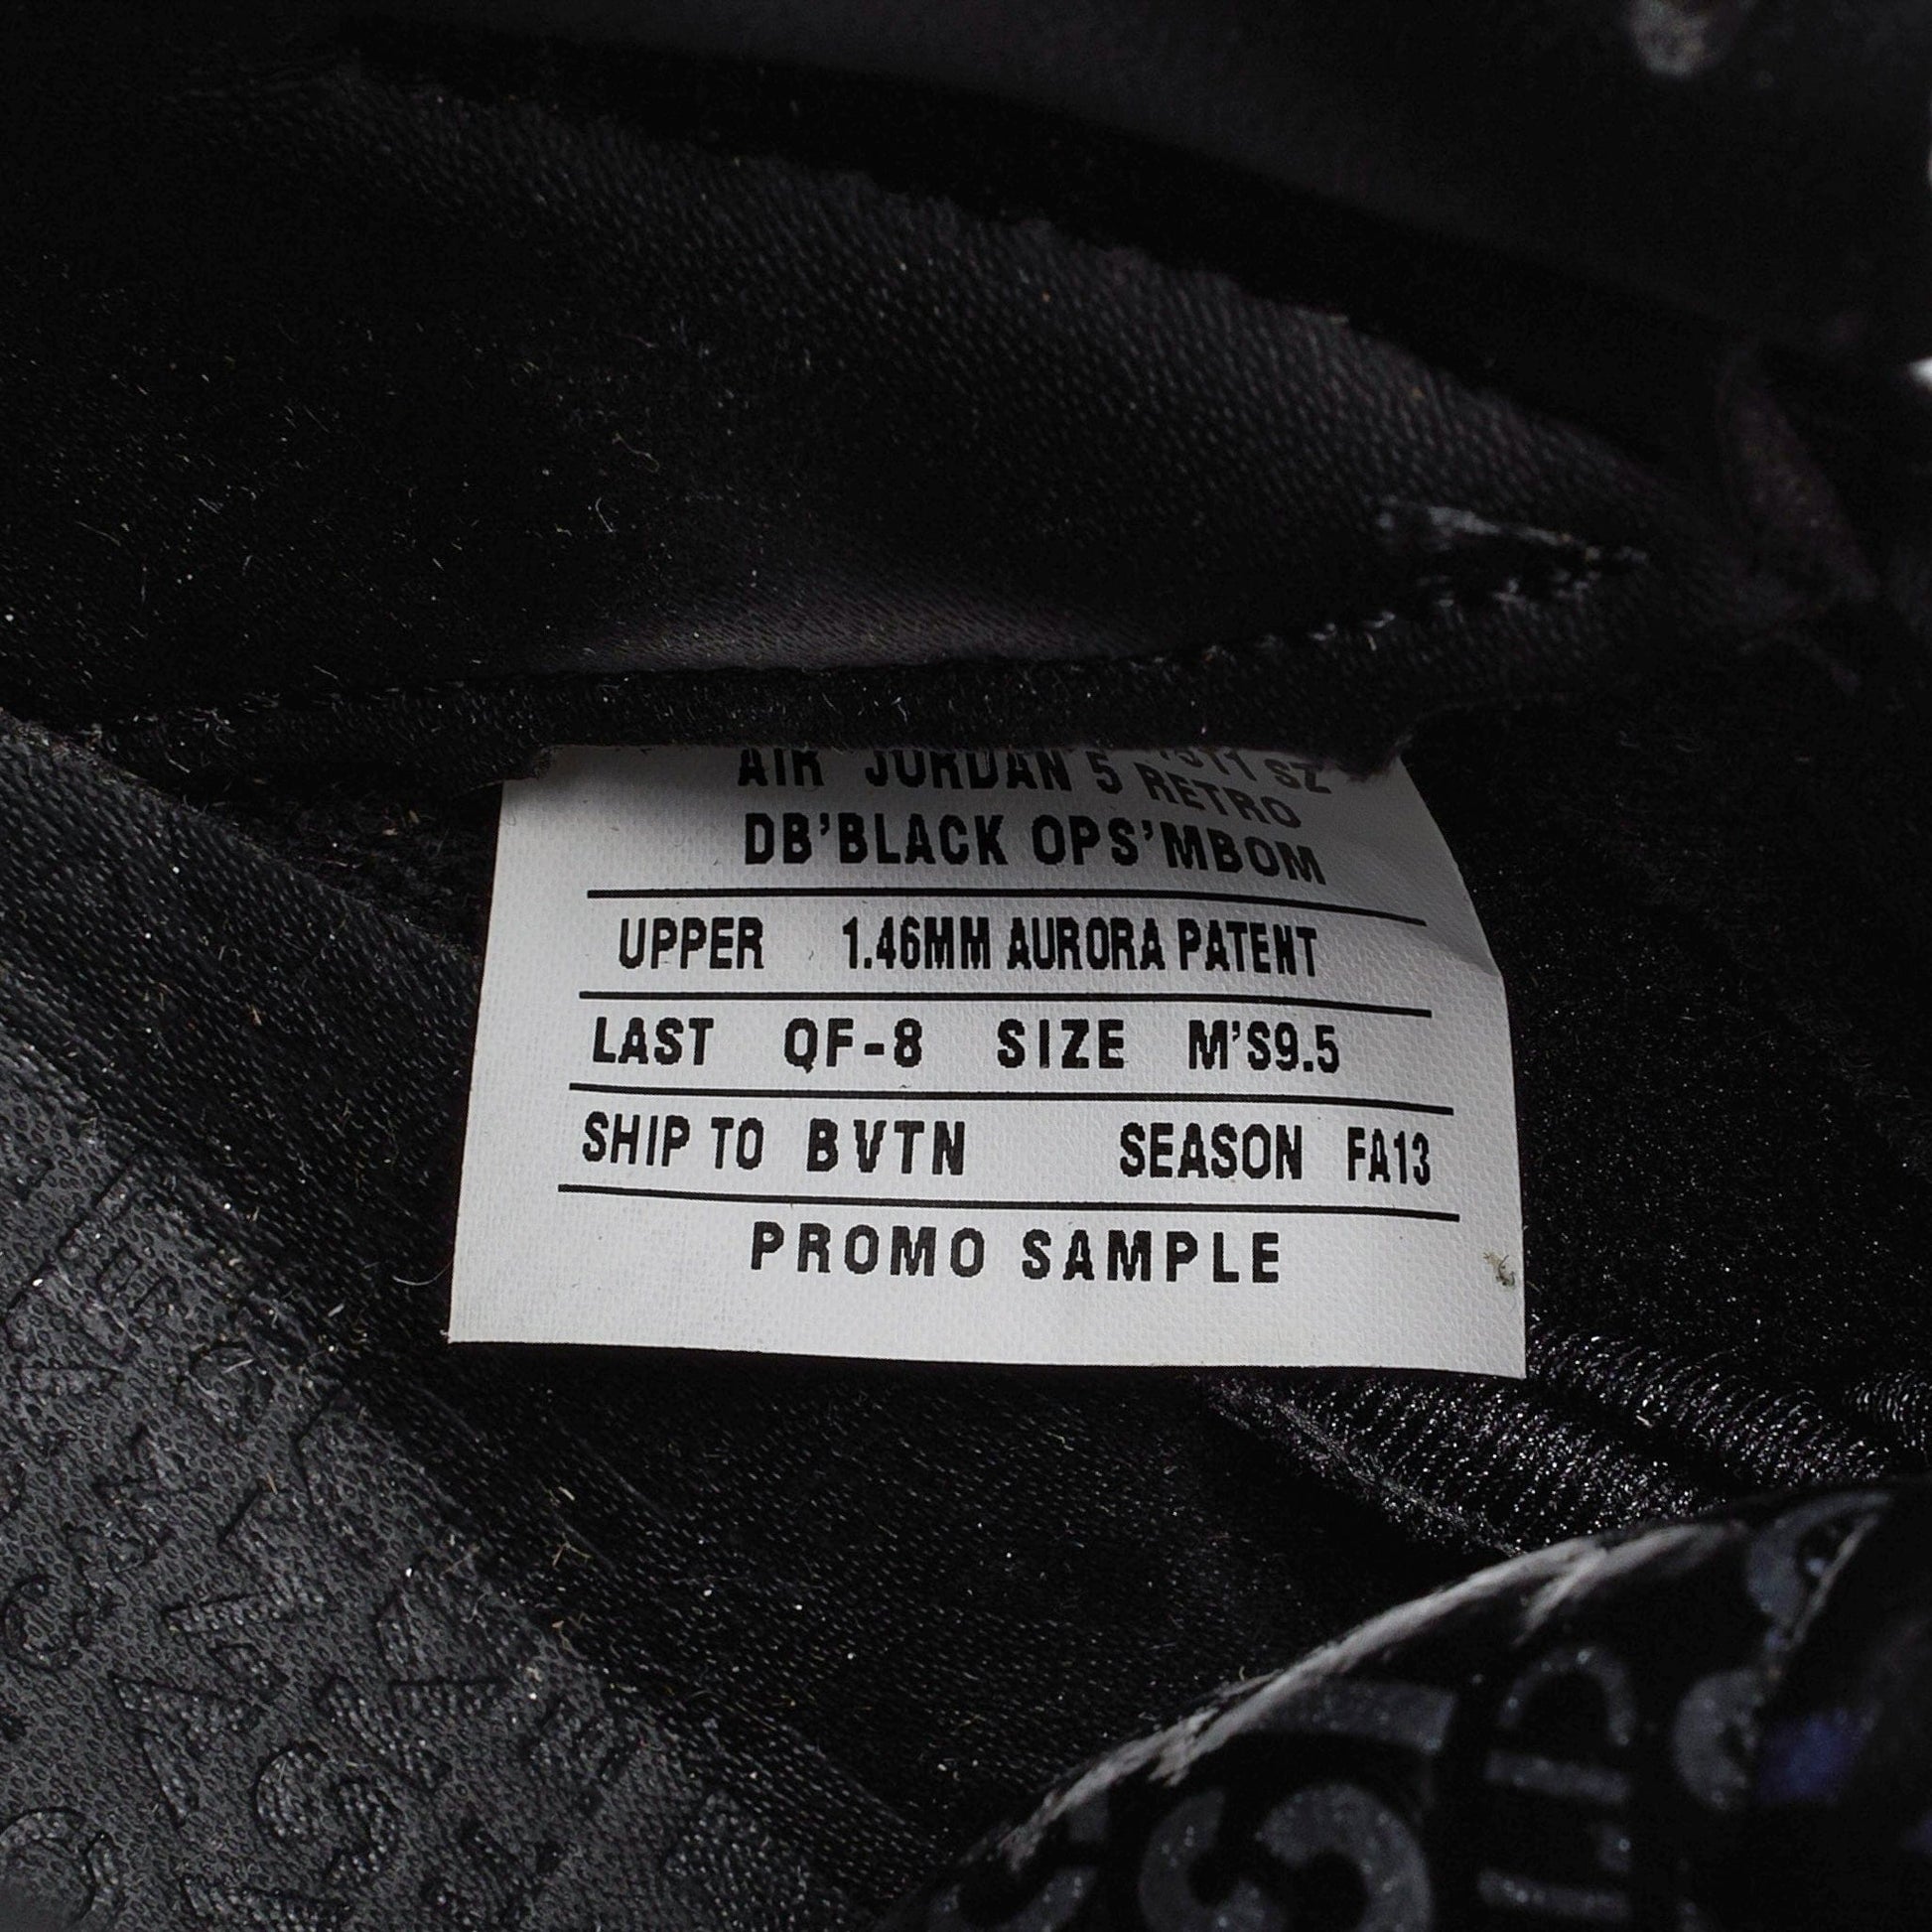 AIR JORDAN 5 RETRO
DB'BLACK OPS'MBOM
UPPER 1.46MM AURORA PATENT
LAST QF-8 SIZE M'S9.5
SHIP TO BVTN SEASON FA13
PROMO SAMPLE